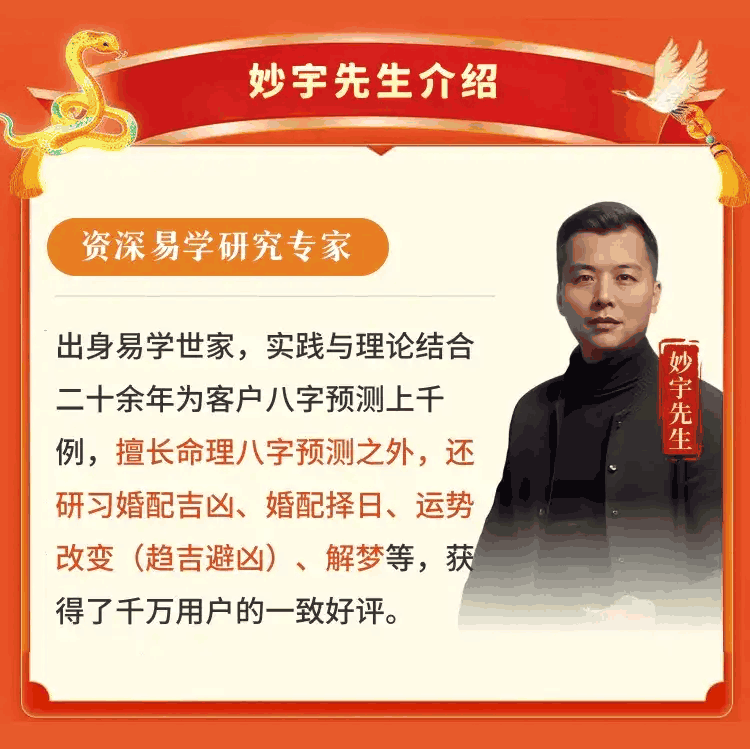 妙宇先生介绍
资深易学研究专家
出身易学世家，实践与理论结合
二十余年为客户八字预测上千
例，擅长命理八字预测之外，还
研习婚配吉凶、婚配择日、运势
改变（趋吉避凶）、解梦等，获
得了千万用户的一致好评。
妙宇先生